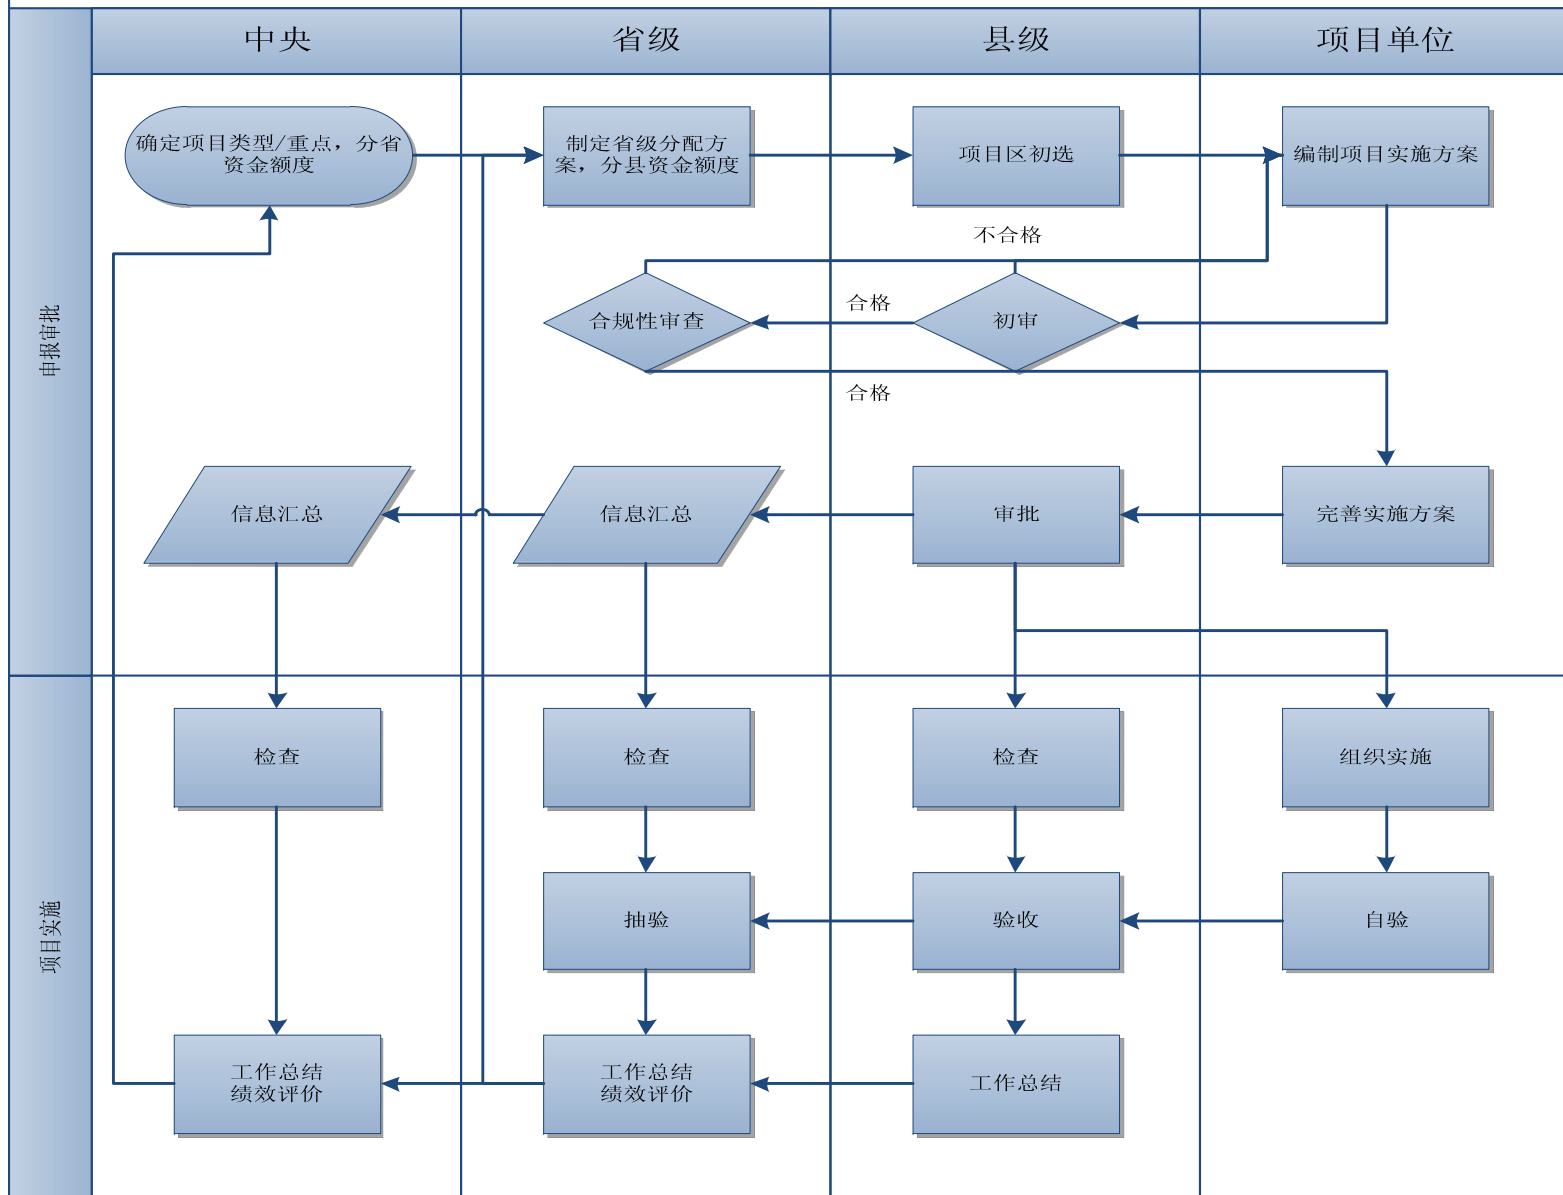 中央
省级
县级
项目单位
申报审批
确定项目类型/重点，分省
资金额度
制定省级分配方
案，分县资金额度
项目区初选
编制项目实施方案
不合格
合规性审查
合格
初审
合格
信息汇总
信息汇总
审批
完善实施方案
项目实施
检查
检查
检查
组织实施
抽验
验收
自验
工作总结
绩效评价
工作总结
绩效评价
工作总结